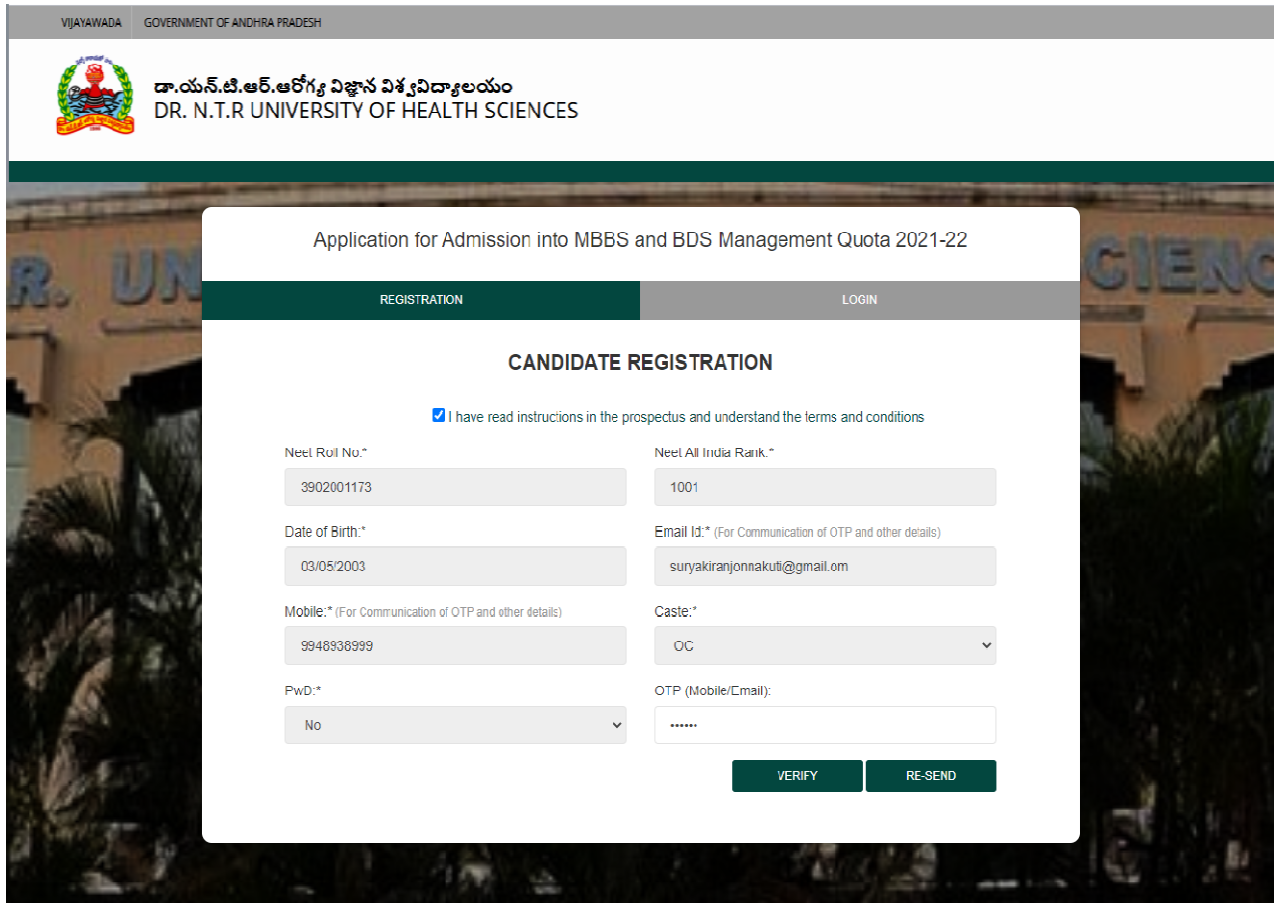 VIJAYAWADA GOVERNMENT OF ANDHRA PRADESH
డా.యన్.టి.ఆర్.ఆరోగ్య విజ్ఞాన విశ్వవిద్యాలయం
DR. N.T.R UNIVERSITY OF HEALTH SCIENCES
Application for Admission into MBBS and BDS Management Quota 2021-22
R. UN CIENC
REGISTRATION LOGIN
CANDIDATE REGISTRATION
I have read instructions in the prospectus and understand the terms and conditions
Neet Roll No.* Neet All India Rank.*
3902001173 1001
Date of Birth:* Email Id:* (For Communication of OTP and other details)
03/05/2003 suryakiranjonnakuti@gmail.om
Mobile:* (For Communication of OTP and other details) Caste:*
9948938999 OC
PwD:* OTP (Mobile/Email):
No ••••••
VERIFY RE-SEND